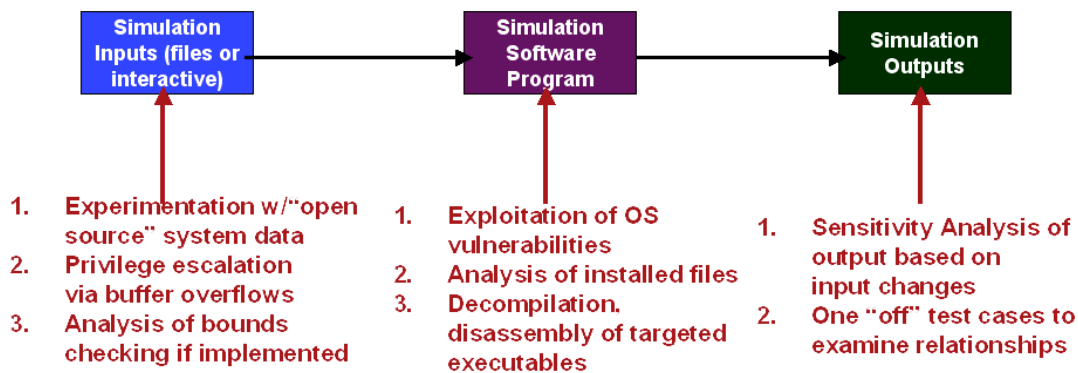 Simulation
Inputs (files or
interactive)
Simulation
Software
Program
Simulation
Outputs
1. Experimentation w/“open
source” system data
2. Privilege escalation
via buffer overflows
3. Analysis of bounds
checking if implemented
1. Exploitation of OS
vulnerabilities
2. Analysis of installed files
3. Decompilation,
disassembly of targeted
executables
1. Sensitivity Analysis of
output based on
input changes
2. One “off” test cases to
examine relationships